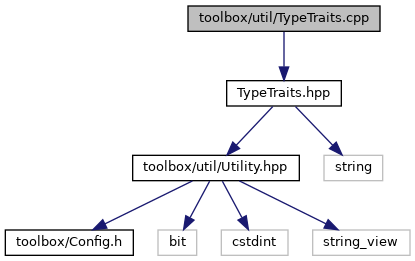 toolbox/util/TypeTraits.cpp
TypeTraits.hpp
toolbox/util/Utility.hpp
string
toolbox/Config.h
bit
cstdint
string_view